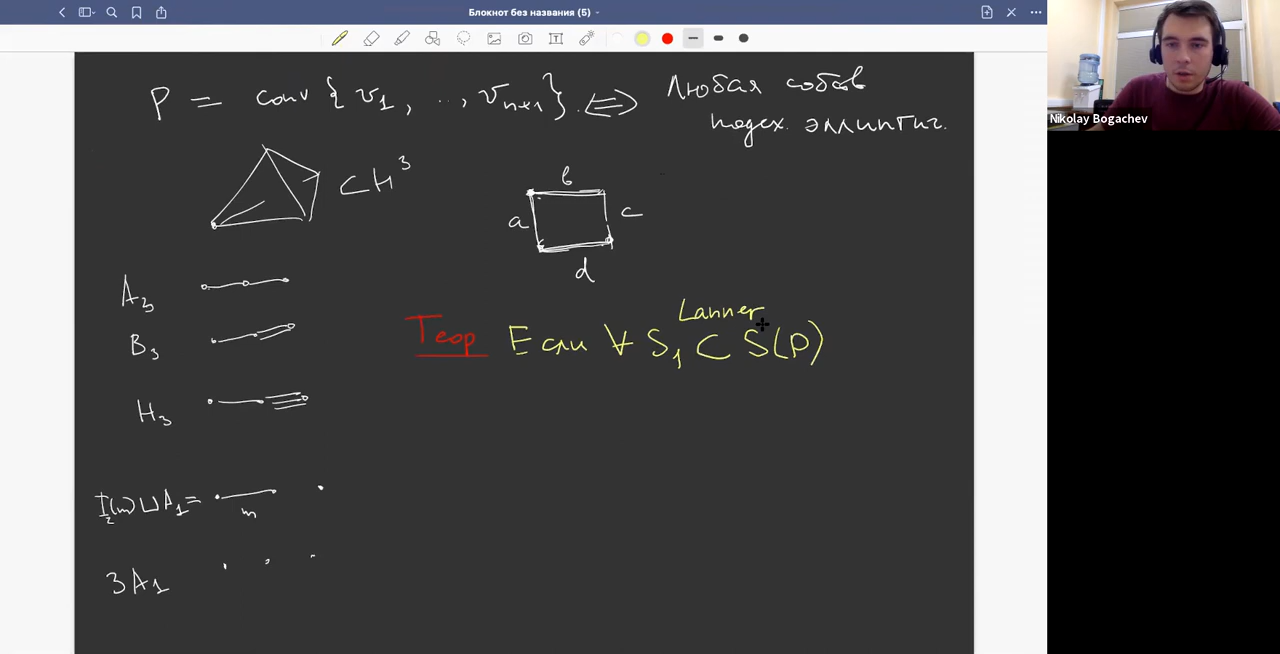 Блокнот без названия (5)
P = conv{v₁, ..., vₙ₊₁} ⟺ Любая собств.
подсх. эллиптич.
Nikolay Bogachev
⊂ H³
b
a
c
d
A₃
B₃
H₃
Lanner
Теор Если ∀ S₁ ⊂ S(P)
I₂(m) ⊔ A₁ =
m
3A₁